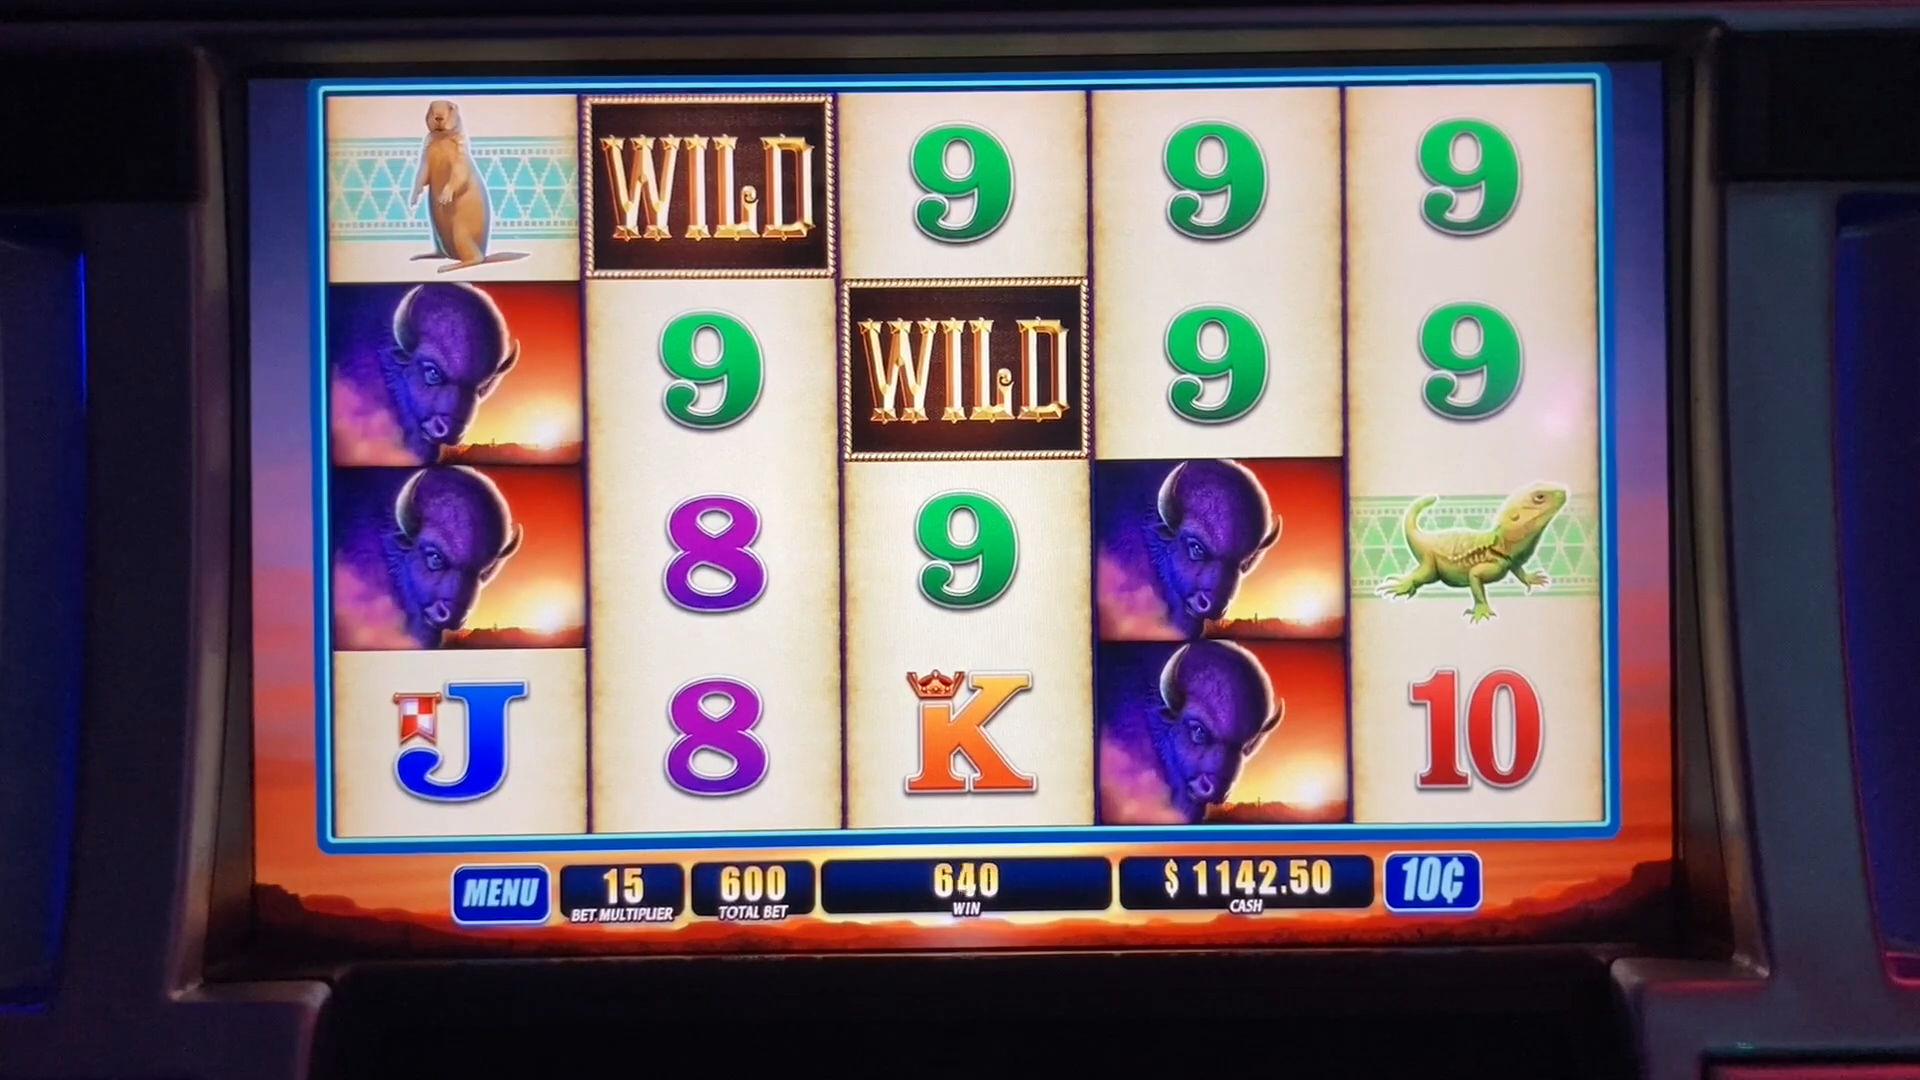 WILD 9 9 9
9 WILD 9 9
8 9
J 8 K 10
MENU 15 600 640 $ 1142.50 10¢
BET MULTIPLIER TOTAL BET WIN CASH